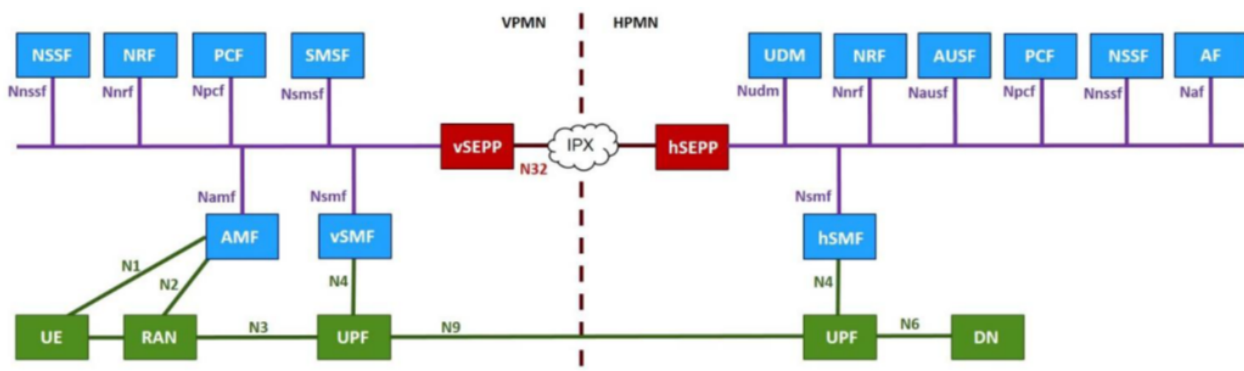 VPMN HPMN
NSSF NRF PCF SMSF UDM NRF AUSF PCF NSSF AF
Nnssf Nnrf Npcf Nsmsf Nudm Nnrf Nausf Npcf Nnssf Naf
vSEPP IPX hSEPP
N32
Namf Nsmf Nsmf
AMF vSMF hSMF
N1 N2 N4 N4
N3 N9 N6
UE RAN UPF UPF DN